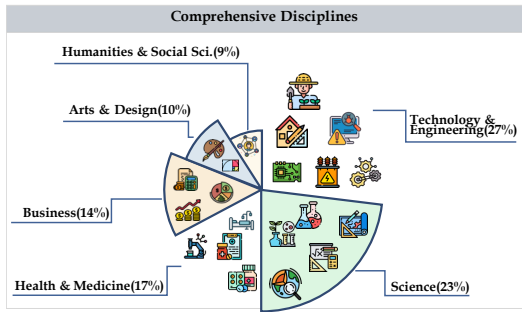 Comprehensive Disciplines
Humanities & Social Sci.(9%)
Arts & Design(10%)
Technology &
Engineering(27%)
Business(14%)
Health & Medicine(17%)
Science(23%)